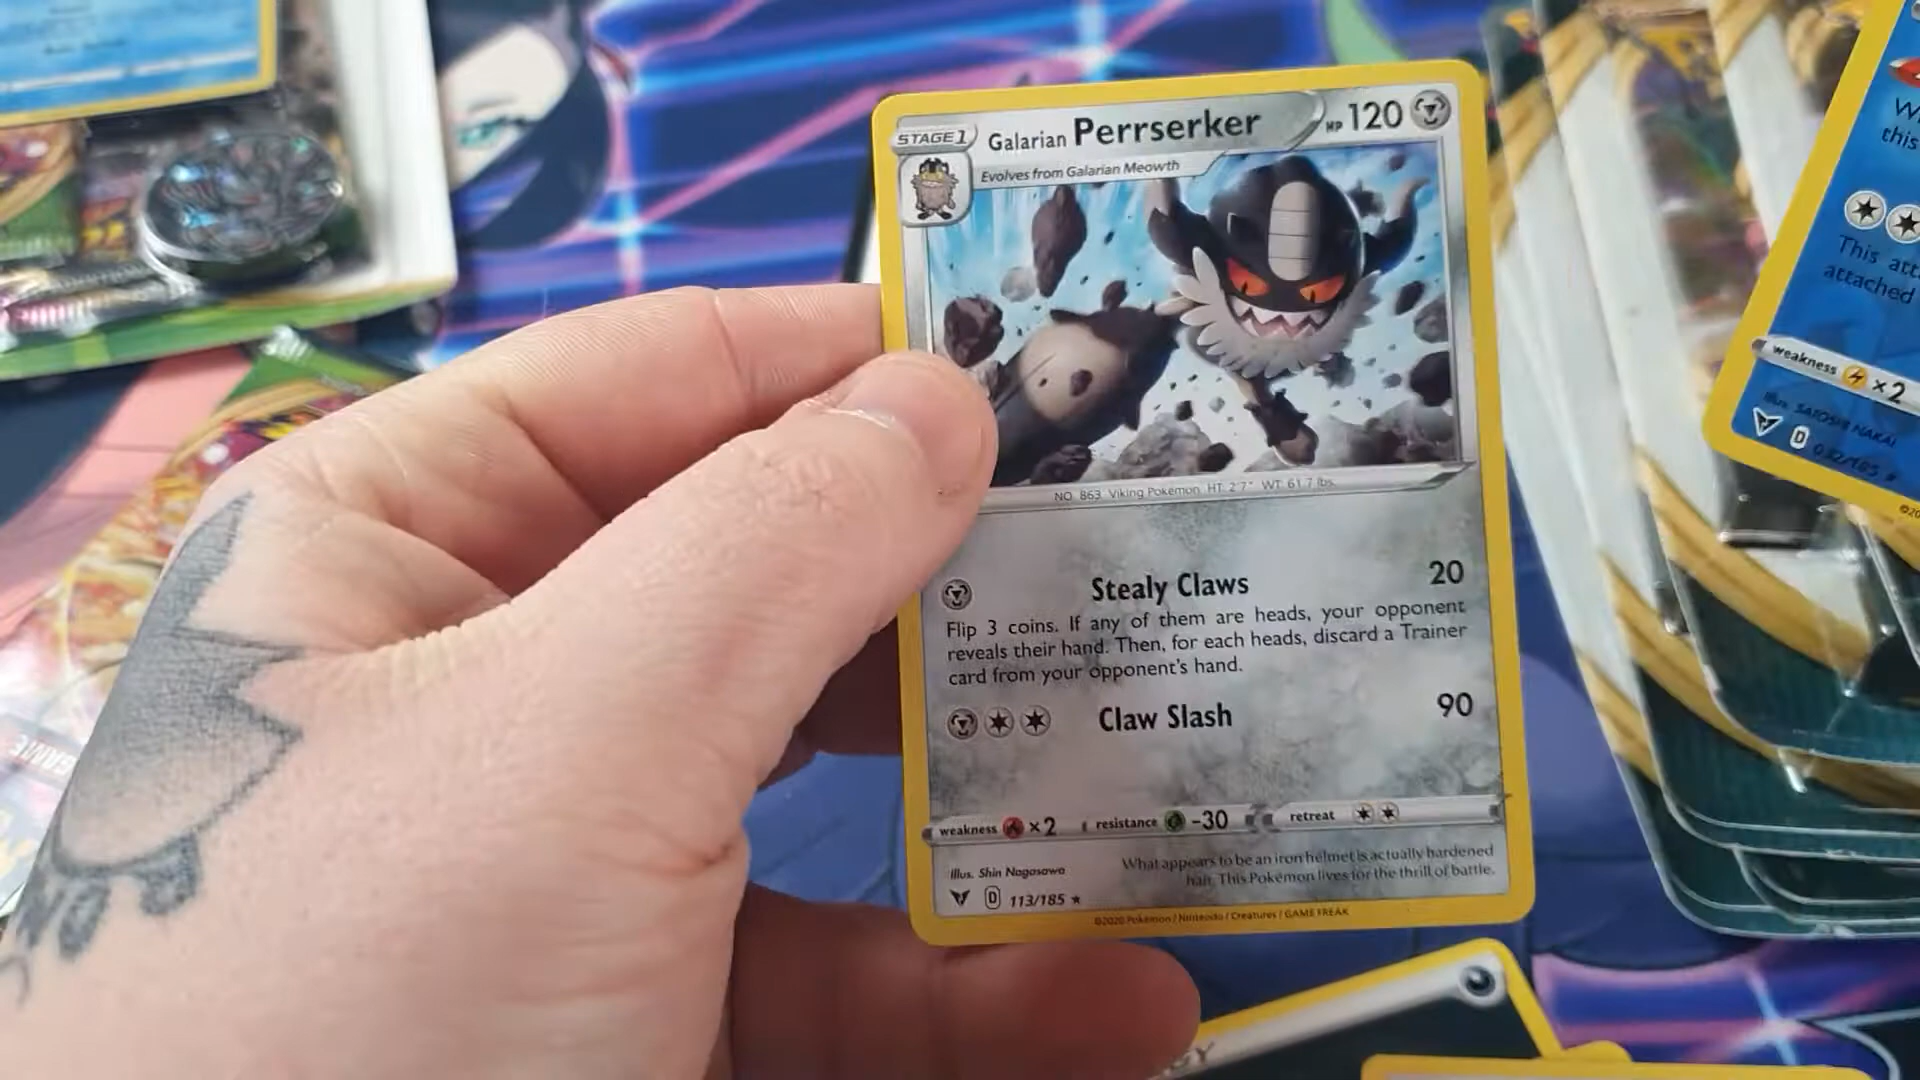 STAGE 1
Galarian Perrserker
HP 120
Evolves from Galarian Meowth
NO. 863 Viking Pokémon HT: 2'7" WT: 61.7 lbs.
Stealy Claws 20
Flip 3 coins. If any of them are heads, your opponent
reveals their hand. Then, for each heads, discard a Trainer
card from your opponent's hand.
Claw Slash 90
weakness ×2 resistance -30 retreat
Illus. Shin Nagasawa
What appears to be an iron helmet is actually hardened
hair. This Pokémon lives for the thrill of battle.
D 113/185
©2020 Pokémon / Nintendo / Creatures / GAME FREAK
this
This
attached
weakness ×2
Illus. SATOSHI NAKAI
D
GAME